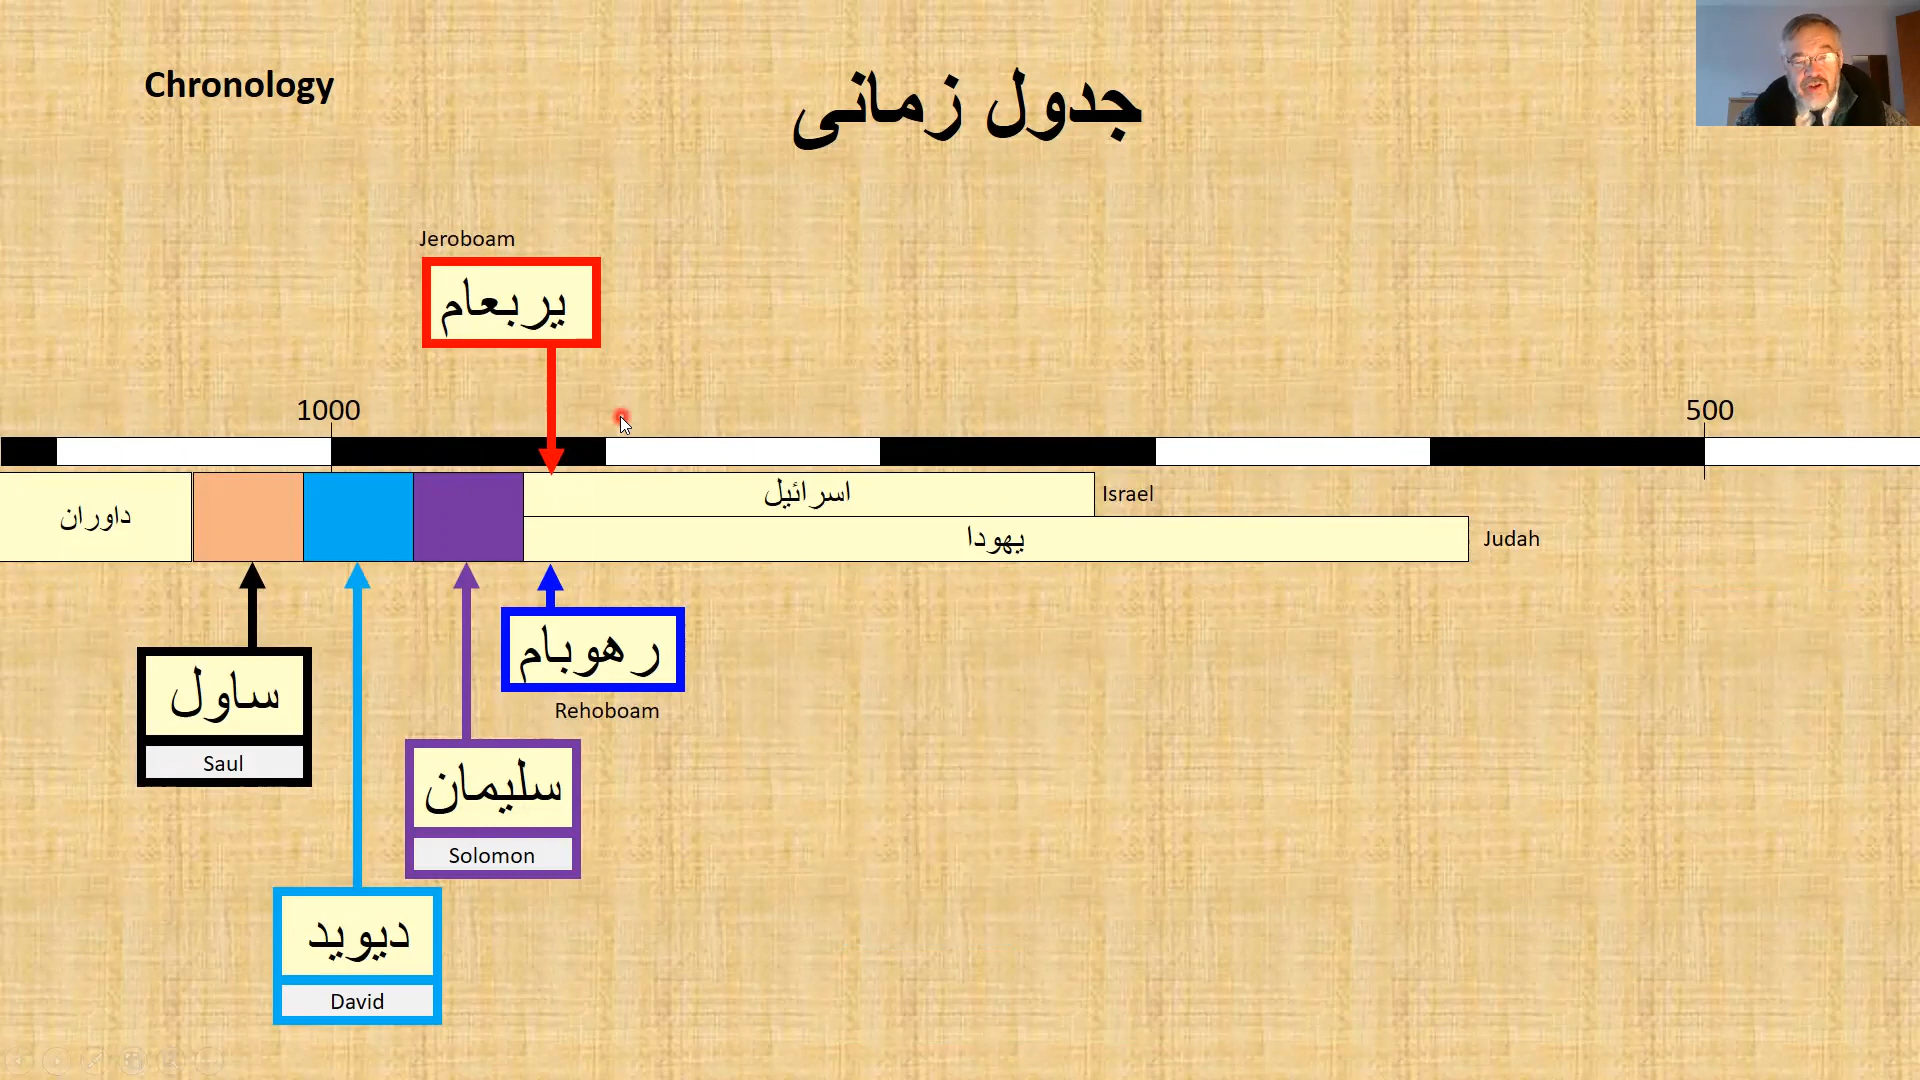 Chronology
جدول زمانی
Jeroboam
یربعام
1000
500
داوران
اسرائیل
Israel
یهودا
Judah
رهوبام
Rehoboam
ساول
Saul
سلیمان
Solomon
دیوید
David